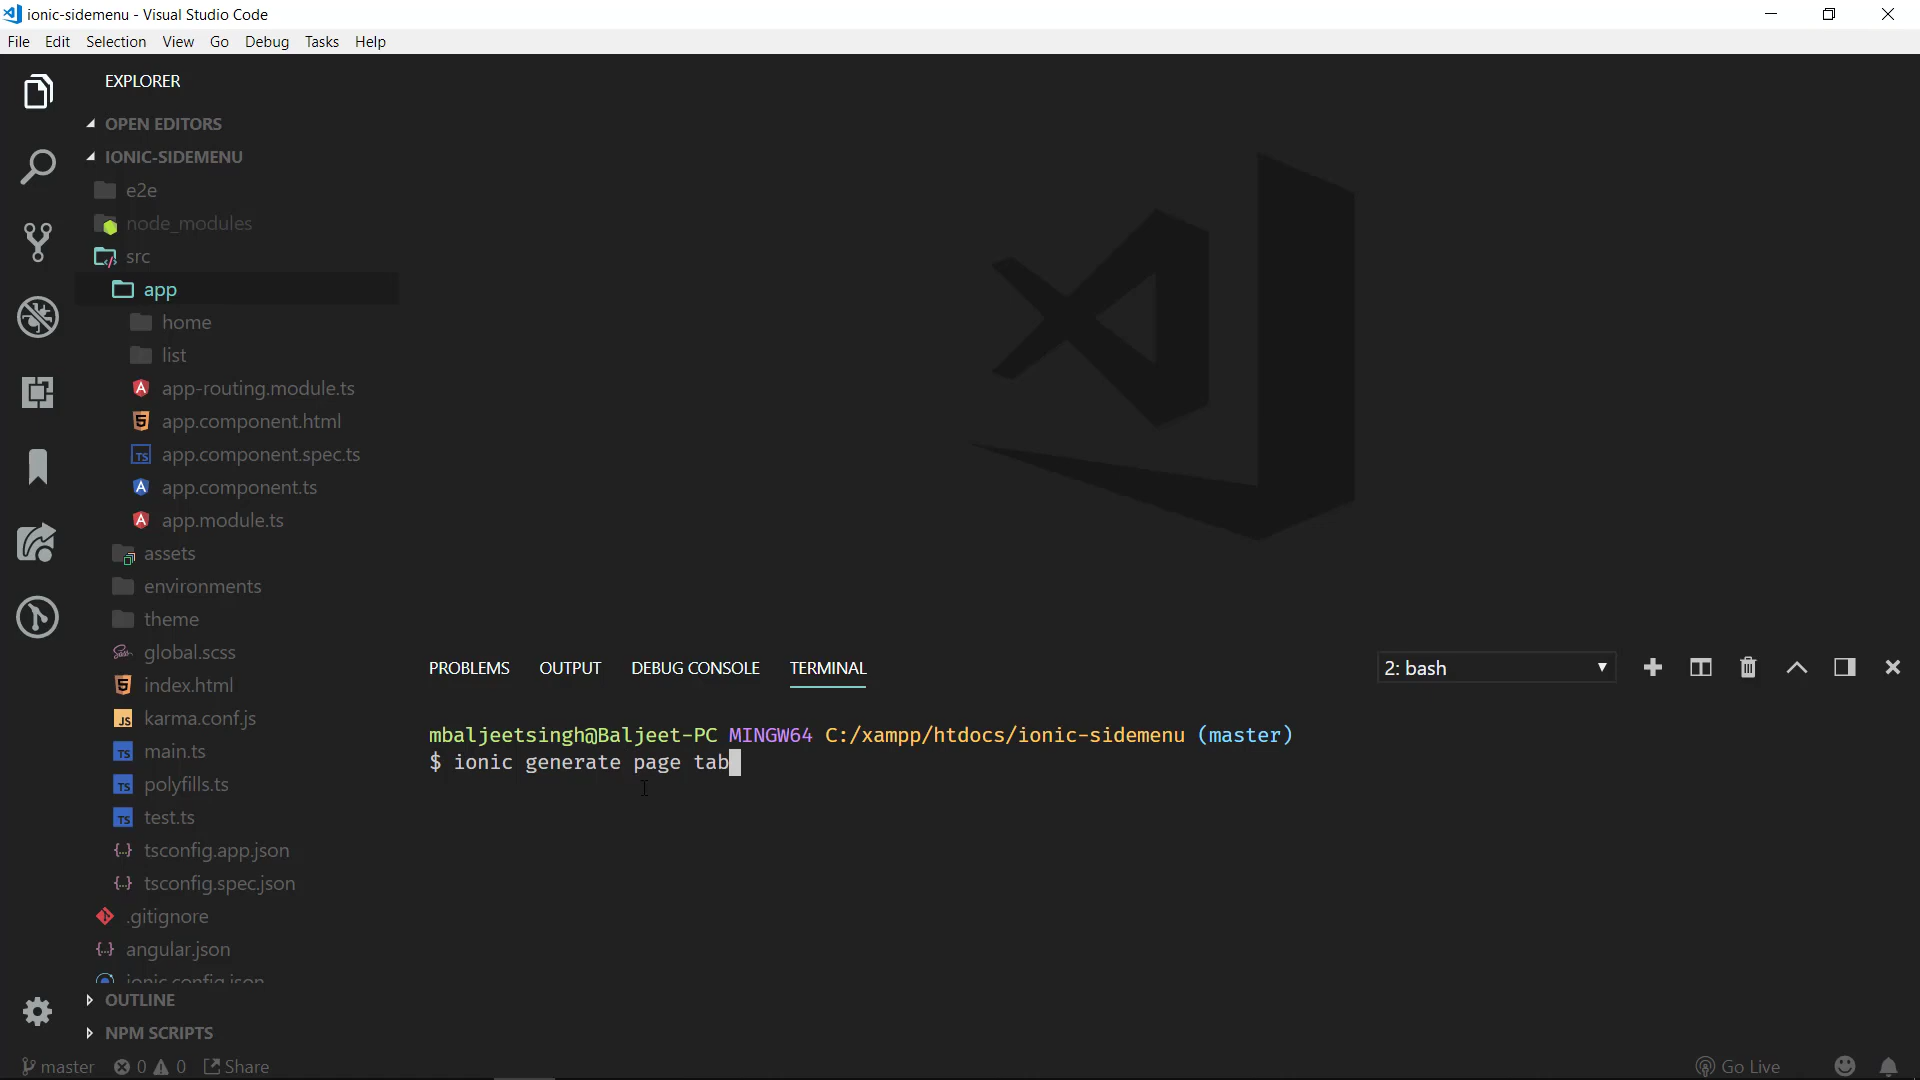 ionic-sidemenu - Visual Studio Code
File Edit Selection View Go Debug Tasks Help
EXPLORER
OPEN EDITORS
IONIC-SIDEMENU
e2e
node_modules
src
app
home
list
app-routing.module.ts
app.component.html
app.component.spec.ts
app.component.ts
app.module.ts
assets
environments
theme
global.scss
index.html
karma.conf.js
main.ts
polyfills.ts
test.ts
tsconfig.app.json
tsconfig.spec.json
.gitignore
angular.json
ionic.config.json
OUTLINE
NPM SCRIPTS
PROBLEMS OUTPUT DEBUG CONSOLE TERMINAL 2: bash
mbaljeetsingh@Baljeet-PC MINGW64 C:/xampp/htdocs/ionic-sidemenu (master)
$ ionic generate page tab
master 0 0 Share Go Live